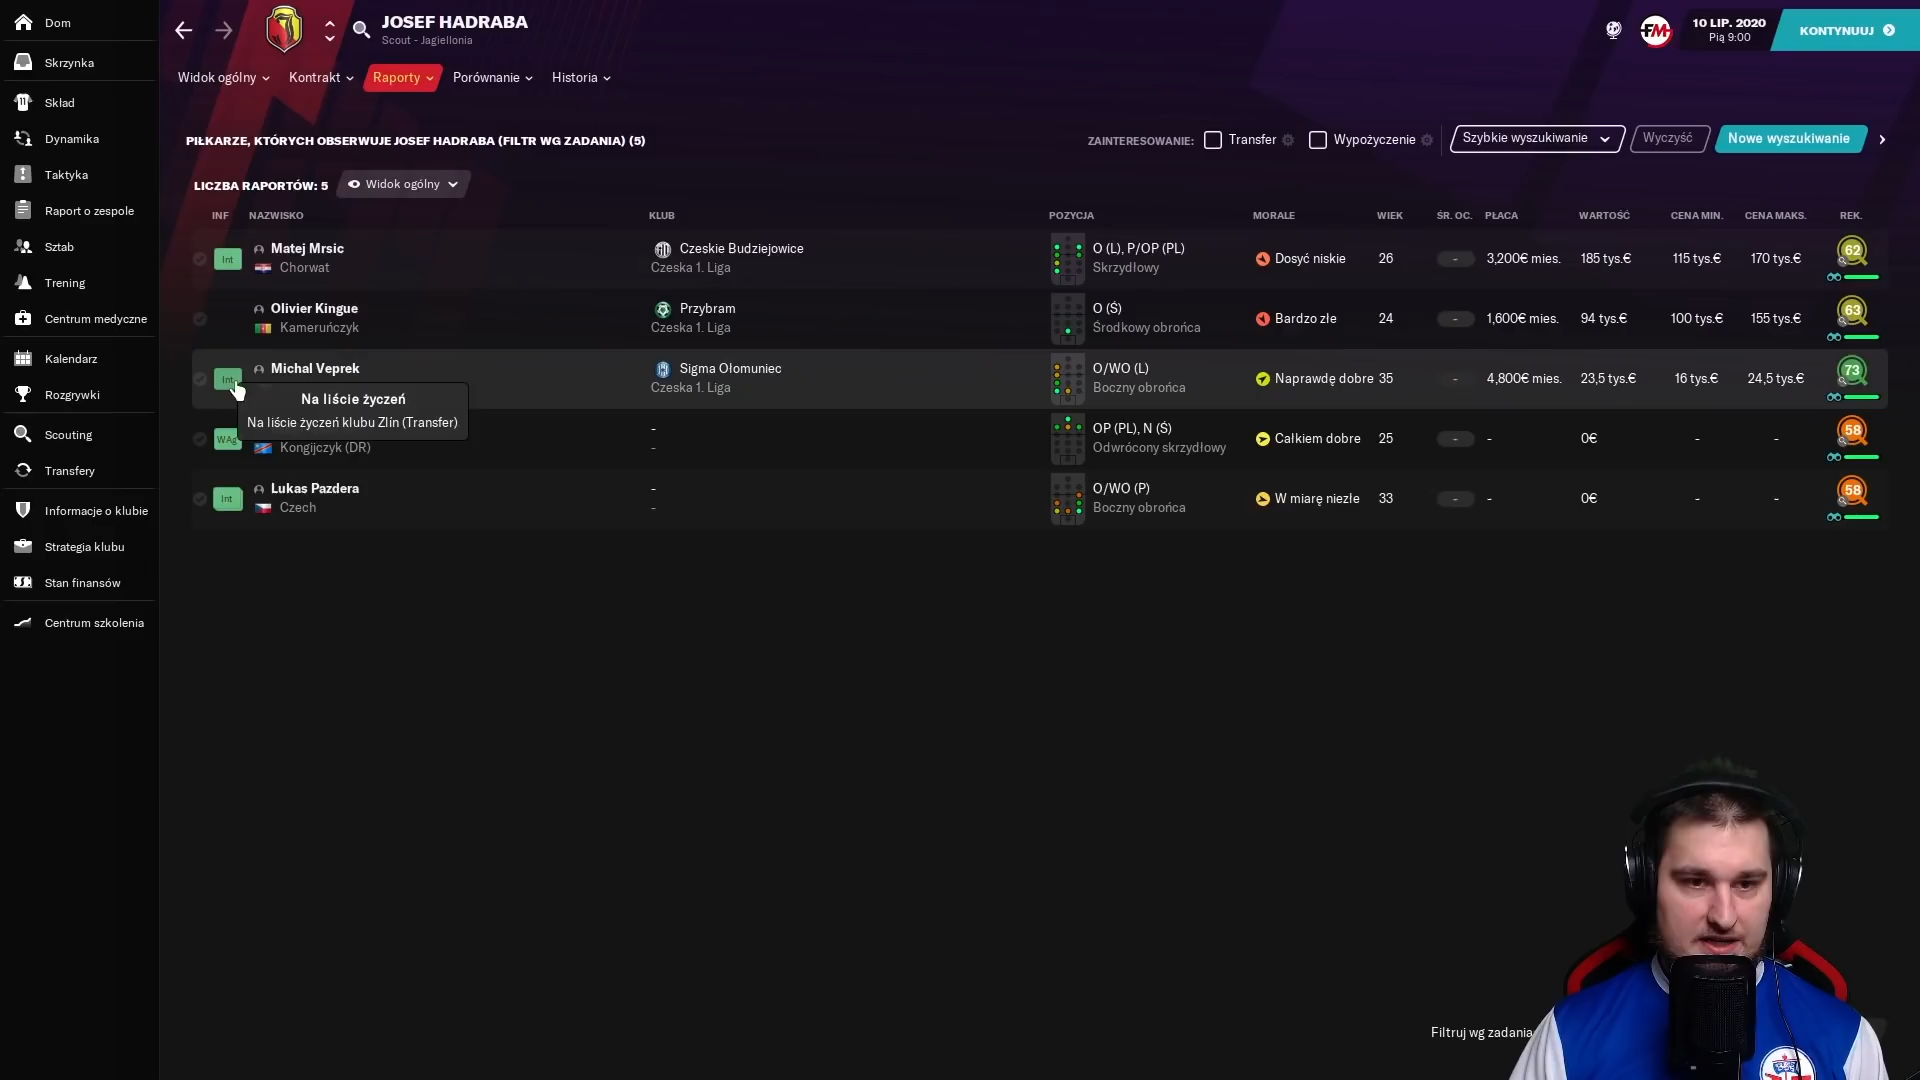 Dom
Skrzynka
Skład
Dynamika
Taktyka
Raport o zespole
Sztab
Trening
Centrum medyczne
Kalendarz
Rozgrywki
Scouting
Transfery
Informacje o klubie
Strategia klubu
Stan finansów
Centrum szkolenia
JOSEF HADRABA
Scout - Jagiellonia
FM
10 LIP. 2020
Pią 9:00
KONTYNUUJ
Widok ogólny Kontrakt Raporty Porównanie Historia
PIŁKARZE, KTÓRYCH OBSERWUJE JOSEF HADRABA (FILTR WG ZADANIA) (5)
ZAINTERESOWANIE: Transfer Wypożyczenie Szybkie wyszukiwanie Wyczyść Nowe wyszukiwanie
LICZBA RAPORTÓW: 5 Widok ogólny
INF NAZWISKO KLUB POZYCJA MORALE WIEK ŚR. OC. PŁACA WARTOŚĆ CENA MIN. CENA MAKS. REK.
Int Matej Mrsic Czeskie Budziejowice O (L), P/OP (PL) Dosyć niskie 26 - 3,200€ mies. 185 tys.€ 115 tys.€ 170 tys.€ 62
Chorwat Czeska 1. Liga Skrzydłowy
Olivier Kingue Przybram O (Ś) Bardzo złe 24 - 1,600€ mies. 94 tys.€ 100 tys.€ 155 tys.€ 63
Kameruńczyk Czeska 1. Liga Środkowy obrońca
Int Michal Veprek Sigma Ołomuniec O/WO (L) Naprawdę dobre 35 - 4,800€ mies. 23,5 tys.€ 16 tys.€ 24,5 tys.€ 73
Czeska 1. Liga Boczny obrońca
Na liście życzeń
Na liście życzeń klubu Zlín (Transfer)
WAg - OP (PL), N (Ś) Całkiem dobre 25 - - 0€ - - 58
Kongijczyk (DR) - Odwrócony skrzydłowy
Int Lukas Pazdera - O/WO (P) W miarę niezłe 33 - - 0€ - - 58
Czech - Boczny obrońca
Filtruj wg zadania